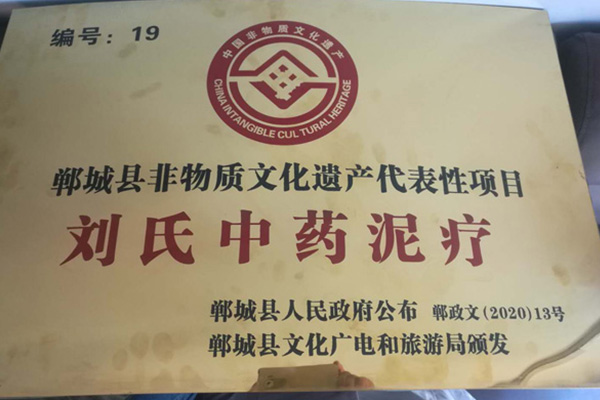 编号：19
中国非物质文化遗产
CHINA INTANGIBLE CULTURAL HERITAGE
郸城县非物质文化遗产代表性项目
刘氏中药泥疗
郸城县人民政府公布 郸政文(2020)13号
郸城县文化广电和旅游局颁发